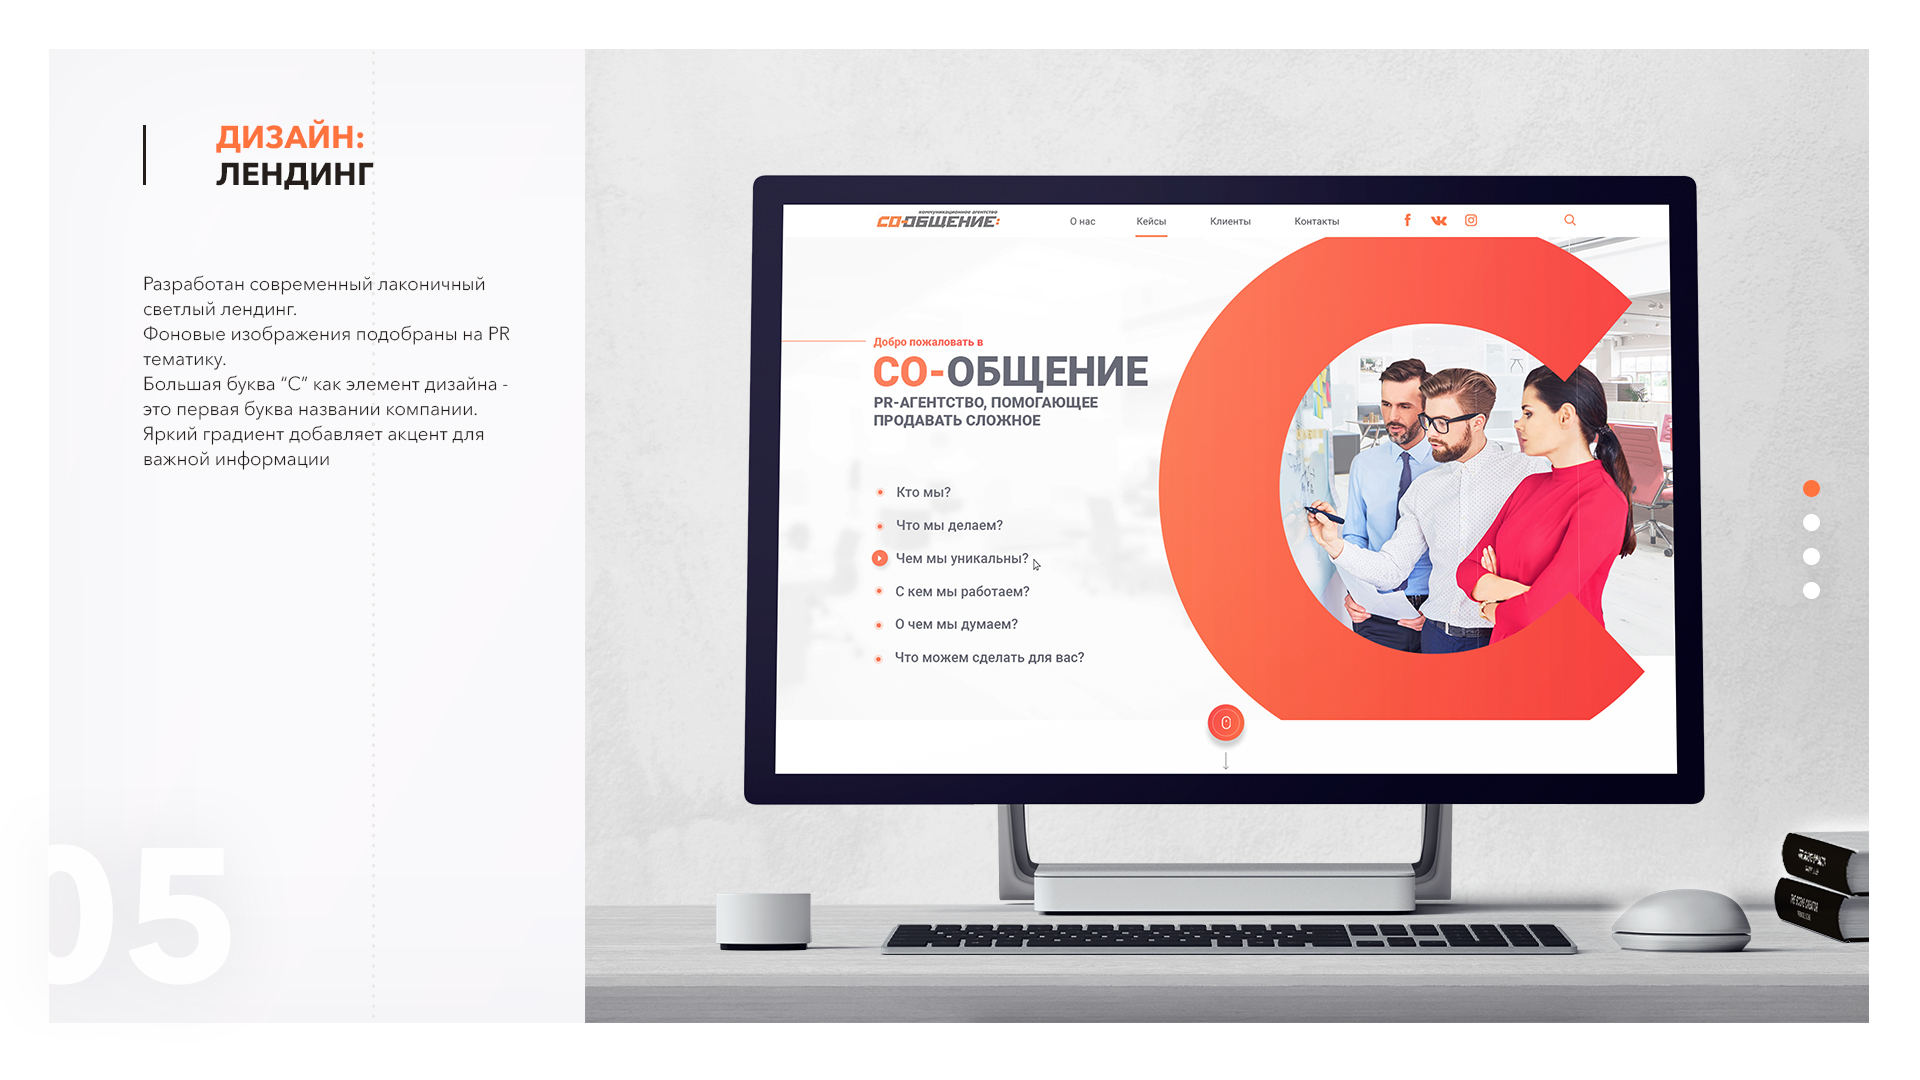 ДИЗАЙН:
ЛЕНДИНГ
Разработан современный лаконичный
светлый лендинг.
Фоновые изображения подобраны на PR
тематику.
Большая буква “С” как элемент дизайна -
это первая буква названии компании.
Яркий градиент добавляет акцент для
важной информации
05
коммуникационное агентство
СО-ОБЩЕНИЕ:
О нас
Кейсы
Клиенты
Контакты
Добро пожаловать в
СО-ОБЩЕНИЕ
PR-АГЕНТСТВО, ПОМОГАЮЩЕЕ
ПРОДАВАТЬ СЛОЖНОЕ
Кто мы?
Что мы делаем?
Чем мы уникальны?
С кем мы работаем?
О чем мы думаем?
Что можем сделать для вас?